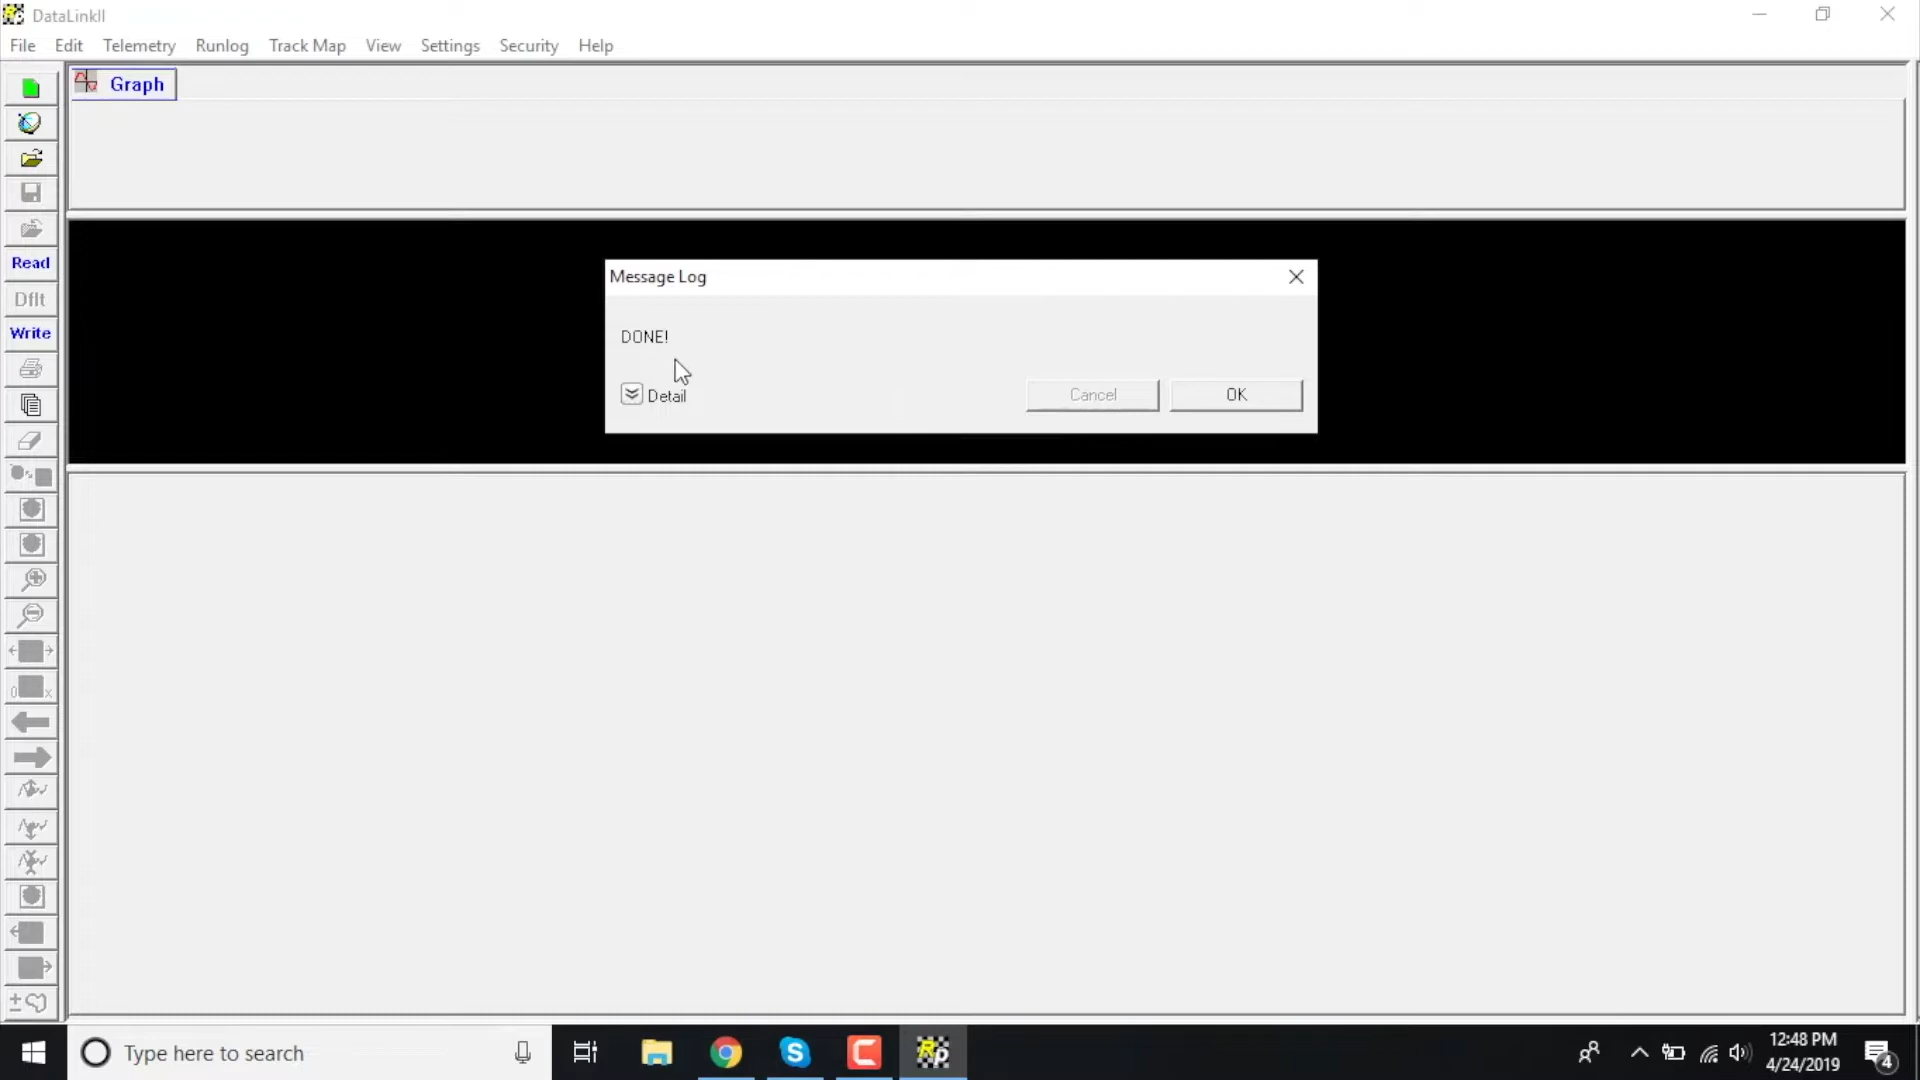 DataLinkII
File Edit Telemetry Runlog Track Map View Settings Security Help
Graph
Read
Dflt
Write
Message Log
DONE!
Detail
Cancel
OK
Type here to search
12:48 PM
4/24/2019
4